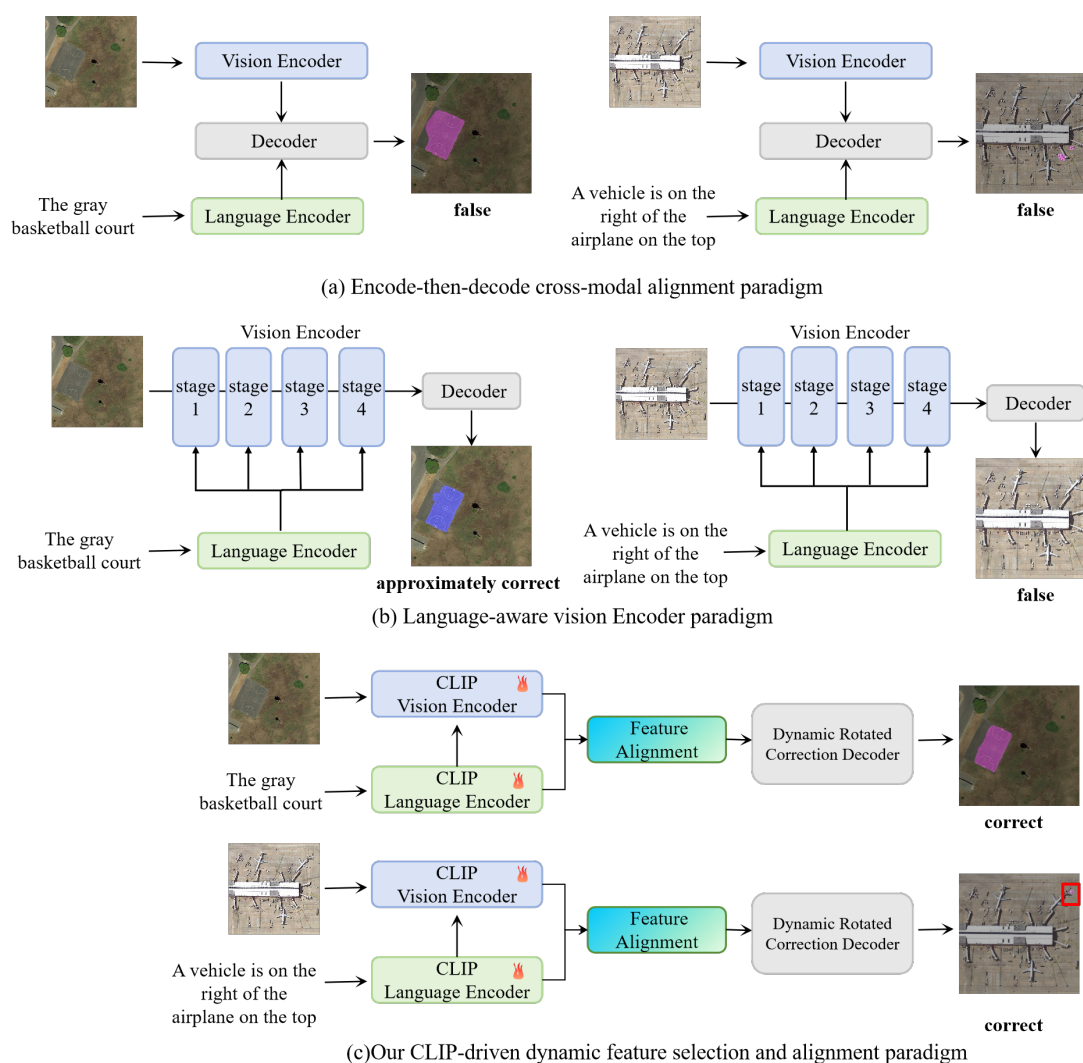 Vision Encoder
Decoder
The gray
basketball court
Language Encoder
false
Vision Encoder
Decoder
A vehicle is on the
right of the
airplane on the top
Language Encoder
false
(a) Encode-then-decode cross-modal alignment paradigm
Vision Encoder
stage
1
stage
2
stage
3
stage
4
Decoder
The gray
basketball court
Language Encoder
approximately correct
Vision Encoder
stage
1
stage
2
stage
3
stage
4
Decoder
A vehicle is on the
right of the
airplane on the top
Language Encoder
false
(b) Language-aware vision Encoder paradigm
CLIP
Vision Encoder
The gray
basketball court
CLIP
Language Encoder
Feature
Alignment
Dynamic Rotated
Correction Decoder
correct
CLIP
Vision Encoder
A vehicle is on the
right of the
airplane on the top
CLIP
Language Encoder
Feature
Alignment
Dynamic Rotated
Correction Decoder
correct
(c)Our CLIP-driven dynamic feature selection and alignment paradigm